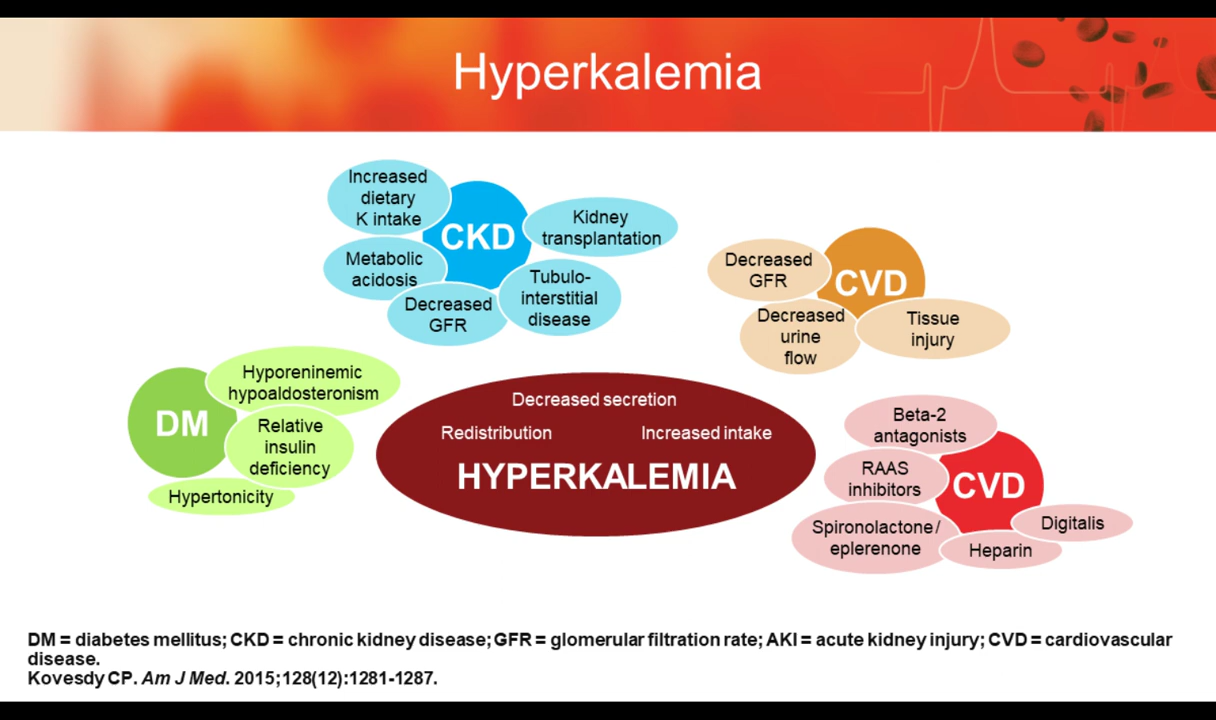 Hyperkalemia
Increased
dietary
K intake
CKD
Kidney
transplantation
Metabolic
acidosis
Decreased
GFR
Tubulo-
interstitial
disease
Decreased
GFR
CVD
Decreased
urine
flow
Tissue
injury
DM
Hyporeninemic
hypoaldosteronism
Relative
insulin
deficiency
Hypertonicity
Decreased secretion
Redistribution
Increased intake
HYPERKALEMIA
Beta-2
antagonists
RAAS
inhibitors
CVD
Spironolactone/
eplerenone
Heparin
Digitalis
DM = diabetes mellitus; CKD = chronic kidney disease; GFR = glomerular filtration rate; AKI = acute kidney injury; CVD = cardiovascular
disease.
Kovesdy CP. Am J Med. 2015;128(12):1281-1287.